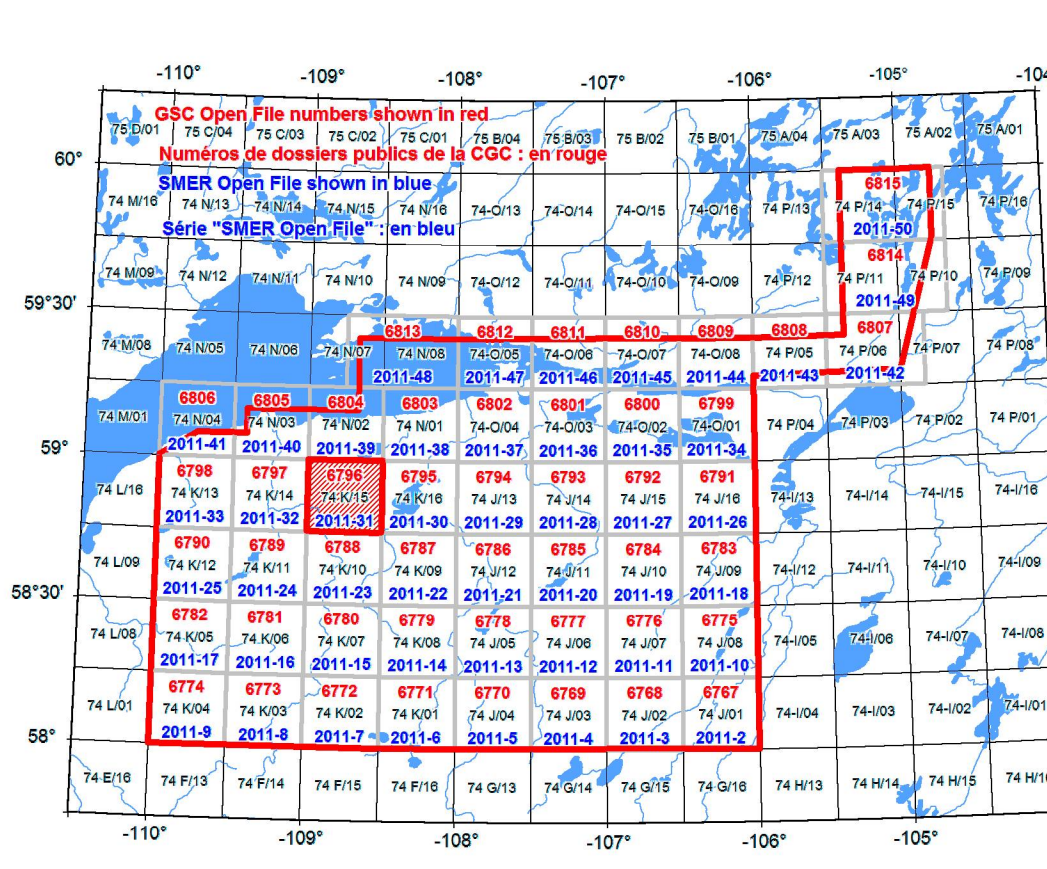 -110° -109° -108° -107° -106° -105° -104
GSC Open File numbers shown in red
75 D/01 75 C/04 75 C/03 75 C/02 75 C/01 75 B/04 75 B/03 75 B/02 75 B/01 75 A/04 75 A/03 75 A/02 75 A/01
Numéros de dossiers publics de la CGC : en rouge
60°
SMER Open File shown in blue
6815
74 M/16 74 N/13 74 N/14 74 N/15 74 N/16 74-O/13 74-O/14 74-O/15 74-O/16 74 P/13 74 P/14 74 P/15 74 P/16
Série "SMER Open File" : en bleu
2011-50
6814
74 M/09 74 N/12 74 N/11 74 N/10 74 N/09 74-O/12 74-O/11 74-O/10 74-O/09 74 P/12 74 P/11 74 P/10 74 P/09
59°30'
2011-49
6813 6812 6811 6810 6809 6808 6807
74 M/08 74 N/05 74 N/06 74 N/07 74 N/08 74-O/05 74-O/06 74-O/07 74-O/08 74 P/05 74 P/06 74 P/07 74 P/08
2011-48 2011-47 2011-46 2011-45 2011-44 2011-43 2011-42
6806 6805 6804 6803 6802 6801 6800 6799
74 M/01 74 N/04 74 N/03 74 N/02 74 N/01 74-O/04 74-O/03 74-O/02 74-O/01 74 P/04 74 P/03 74 P/02 74 P/01
59°
2011-41 2011-40 2011-39 2011-38 2011-37 2011-36 2011-35 2011-34
6798 6797 6796 6795 6794 6793 6792 6791
74 L/16 74 K/13 74 K/14 74 K/15 74 K/16 74 J/13 74 J/14 74 J/15 74 J/16 74-I/13 74-I/14 74-I/15 74-I/16
2011-33 2011-32 2011-31 2011-30 2011-29 2011-28 2011-27 2011-26
6790 6789 6788 6787 6786 6785 6784 6783
74 L/09 74 K/12 74 K/11 74 K/10 74 K/09 74 J/12 74 J/11 74 J/10 74 J/09 74-I/12 74-I/11 74-I/10 74-I/09
58°30'
2011-25 2011-24 2011-23 2011-22 2011-21 2011-20 2011-19 2011-18
6782 6781 6780 6779 6778 6777 6776 6775
74 L/08 74 K/05 74 K/06 74 K/07 74 K/08 74 J/05 74 J/06 74 J/07 74 J/08 74-I/05 74-I/06 74-I/07 74-I/08
2011-17 2011-16 2011-15 2011-14 2011-13 2011-12 2011-11 2011-10
6774 6773 6772 6771 6770 6769 6768 6767
74 L/01 74 K/04 74 K/03 74 K/02 74 K/01 74 J/04 74 J/03 74 J/02 74 J/01 74-I/04 74-I/03 74-I/02 74-I/01
58°
2011-9 2011-8 2011-7 2011-6 2011-5 2011-4 2011-3 2011-2
74-E/16 74 F/13 74 F/14 74 F/15 74 F/16 74 G/13 74 G/14 74 G/15 74 G/16 74 H/13 74 H/14 74 H/15 74 H/1
-110° -109° -108° -107° -106° -105°